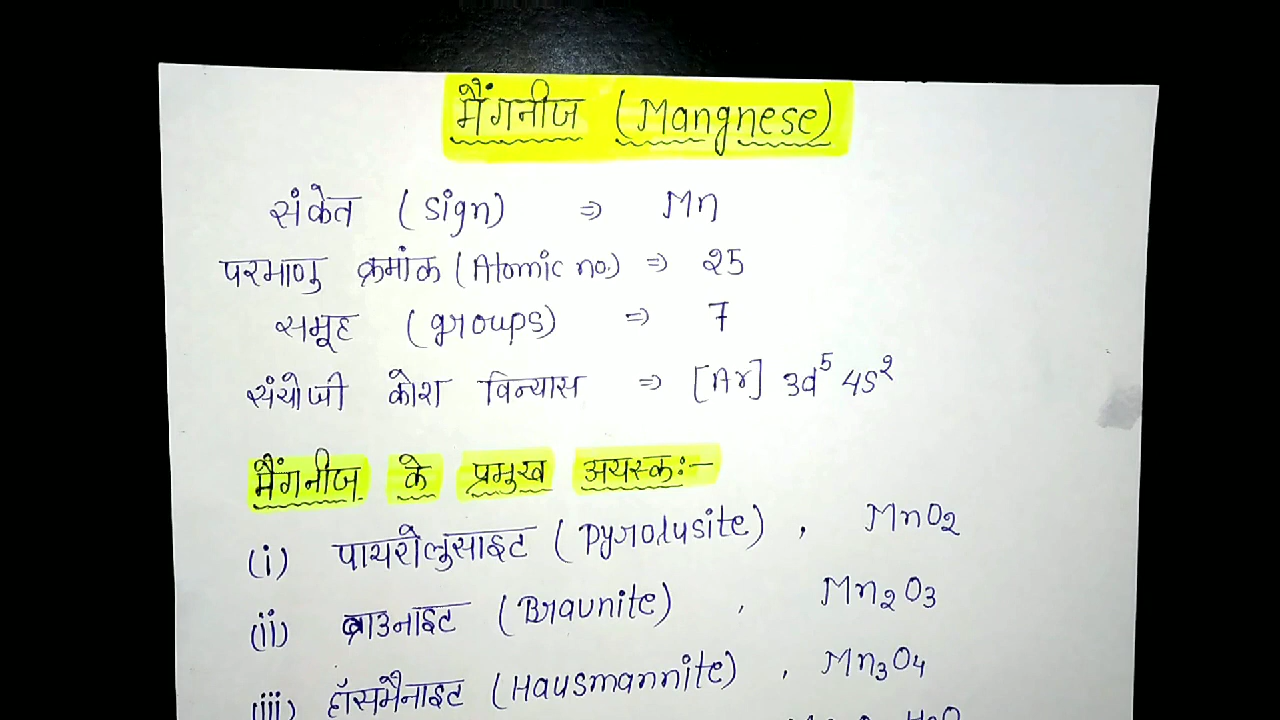 मैंगनीज (Mangnese)
संकेत (sign) ⇒ Mn
परमाणु क्रमांक (Atomic no.) ⇒ 25
समूह (groups) ⇒ 7
संयोजी कोश विन्यास ⇒ [Ar] 3d⁵ 4s²
मैंगनीज के प्रमुख अयस्क:-
(i) पायरोलुसाइट (Pyrolusite) , MnO₂
(ii) ब्राउनाइट (Braunite) , Mn₂O₃
(iii) हॉसमैनाइट (Hausmannite) , Mn₃O₄